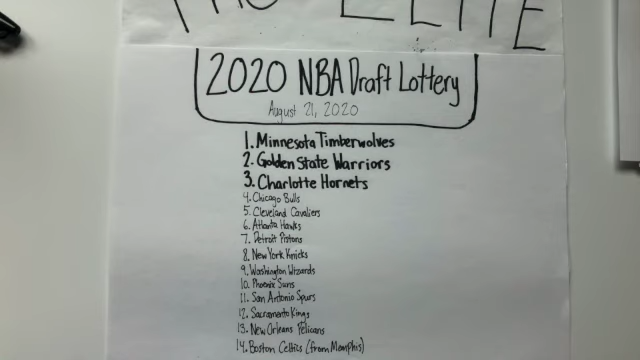 THE ELITE
2020 NBA Draft Lottery
August 21, 2020
1. Minnesota Timberwolves
2. Golden State Warriors
3. Charlotte Hornets
4. Chicago Bulls
5. Cleveland Cavaliers
6. Atlanta Hawks
7. Detroit Pistons
8. New York Knicks
9. Washington Wizards
10. Phoenix Suns
11. San Antonio Spurs
12. Sacramento Kings
13. New Orleans Pelicans
14. Boston Celtics (from Memphis)